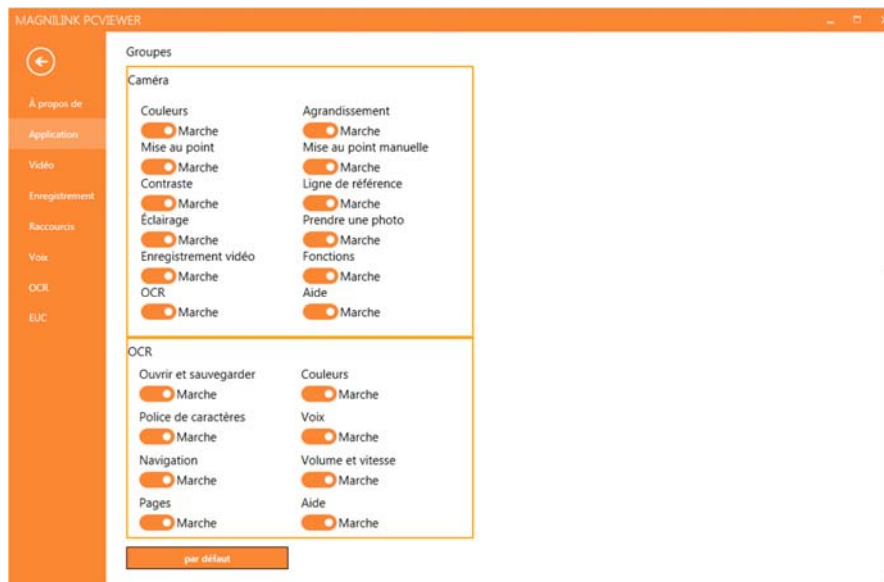 MAGNILINK PCVIEWER
À propos de
Application
Vidéo
Enregistrement
Raccourcis
Voix
OCR
EUC
Groupes
Caméra
Couleurs Agrandissement
Marche Marche
Mise au point Mise au point manuelle
Marche Marche
Contraste Ligne de référence
Marche Marche
Éclairage Prendre une photo
Marche Marche
Enregistrement vidéo Fonctions
Marche Marche
OCR Aide
Marche Marche
OCR
Ouvrir et sauvegarder Couleurs
Marche Marche
Police de caractères Voix
Marche Marche
Navigation Volume et vitesse
Marche Marche
Pages Aide
Marche Marche
par défaut